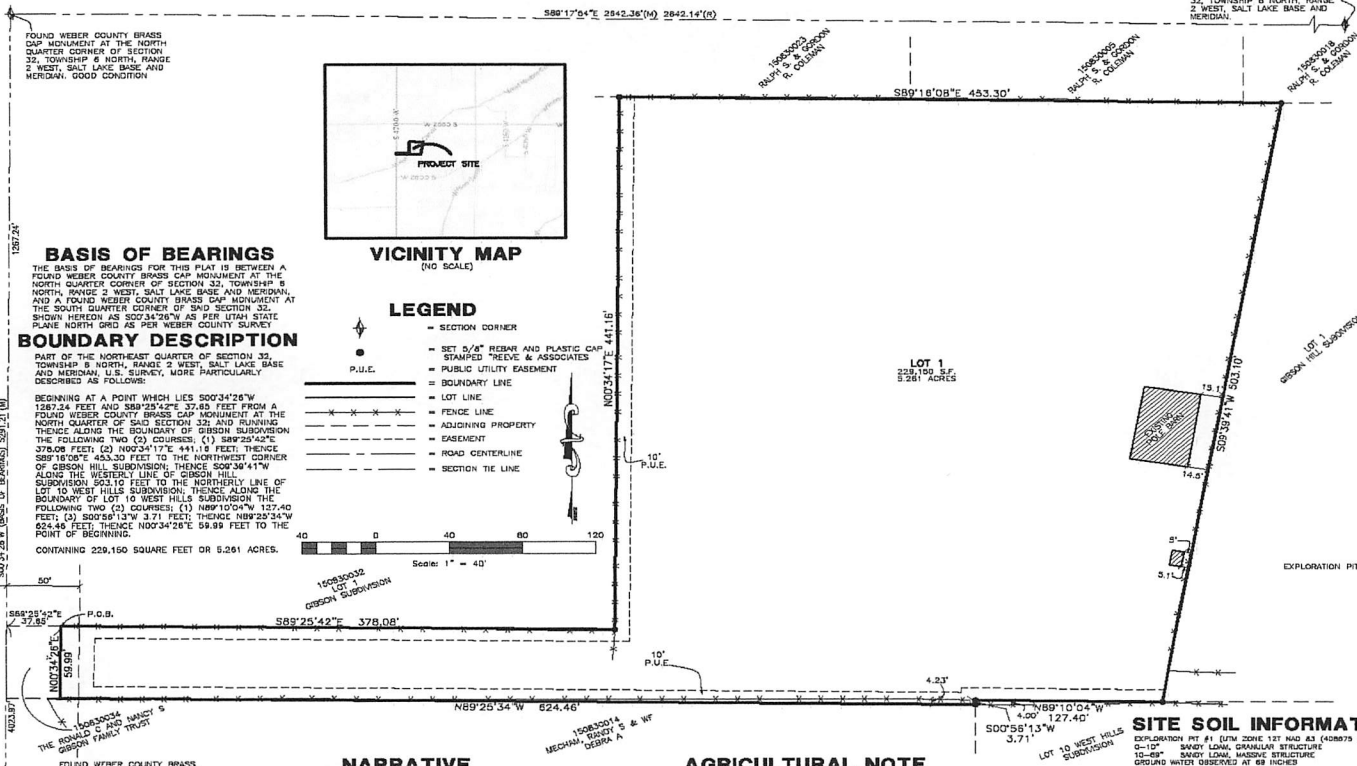 S89°17'54"E 2642.36'(M) 2642.14'(R)
32, TOWNSHIP 6 NORTH, RANGE
2 WEST, SALT LAKE BASE AND
MERIDIAN.
FOUND WEBER COUNTY BRASS
CAP MONUMENT AT THE NORTH
QUARTER CORNER OF SECTION
32, TOWNSHIP 6 NORTH, RANGE
2 WEST, SALT LAKE BASE AND
MERIDIAN. GOOD CONDITION
150830023
RALPH S. & GORDON
R. COLEMAN
150830005
RALPH S. & GORDON
R. COLEMAN
150830018
RALPH S. & GORDON
R. COLEMAN
S89°18'08"E 453.30'
W 2550 S
PROJECT SITE
VICINITY MAP
(NO SCALE)
1267.24'
BASIS OF BEARINGS
THE BASIS OF BEARINGS FOR THIS PLAT IS BETWEEN A
FOUND WEBER COUNTY BRASS CAP MONUMENT AT THE
NORTH QUARTER CORNER OF SECTION 32, TOWNSHIP 6
NORTH, RANGE 2 WEST, SALT LAKE BASE AND MERIDIAN,
AND A FOUND WEBER COUNTY BRASS CAP MONUMENT AT
THE SOUTH QUARTER CORNER OF SAID SECTION 32.
SHOWN HEREON AS S00°34'26"W AS PER UTAH STATE
PLANE NORTH GRID AS PER WEBER COUNTY SURVEY
BOUNDARY DESCRIPTION
PART OF THE NORTHEAST QUARTER OF SECTION 32,
TOWNSHIP 6 NORTH, RANGE 2 WEST, SALT LAKE BASE
AND MERIDIAN, U.S. SURVEY, MORE PARTICULARLY
DESCRIBED AS FOLLOWS:
BEGINNING AT A POINT WHICH LIES S00°34'26"W
1267.24 FEET AND S89°25'42"E 37.85 FEET FROM A
FOUND WEBER COUNTY BRASS CAP MONUMENT AT THE
NORTH QUARTER OF SAID SECTION 32; AND RUNNING
THENCE ALONG THE BOUNDARY OF GIBSON SUBDIVISION
THE FOLLOWING TWO (2) COURSES; (1) S89°25'42"E
378.08 FEET; (2) N00°34'17"E 441.16 FEET; THENCE
S89°18'08"E 453.30 FEET TO THE NORTHWEST CORNER
OF GIBSON HILL SUBDIVISION; THENCE S09°39'41"W
ALONG THE WESTERLY LINE OF GIBSON HILL
SUBDIVISION 503.10 FEET TO THE NORTHERLY LINE OF
LOT 10 WEST HILLS SUBDIVISION; THENCE ALONG THE
BOUNDARY OF LOT 10 WEST HILLS SUBDIVISION THE
FOLLOWING TWO (2) COURSES; (1) N89°10'04"W 127.40
FEET; (3) S00°56'13"W 3.71 FEET; THENCE N89°25'34"W
624.46 FEET; THENCE N00°34'26"E 59.99 FEET TO THE
POINT OF BEGINNING.
CONTAINING 229,150 SQUARE FEET OR 5.261 ACRES.
LEGEND
= SECTION CORNER
= SET 5/8" REBAR AND PLASTIC CAP
STAMPED "REEVE & ASSOCIATES
P.U.E. = PUBLIC UTILITY EASEMENT
= BOUNDARY LINE
= LOT LINE
= FENCE LINE
= ADJOINING PROPERTY
= EASEMENT
= ROAD CENTERLINE
= SECTION TIE LINE
40 0 40 80 120
Scale: 1" = 40'
N00°34'17"E 441.16'
10'
P.U.E.
LOT 1
229,150 S.F.
5.261 ACRES
EXISTING
POLE BARN
15.1'
14.5'
S09°39'41"W 503.10'
LOT 1
GIBSON HILL SUBDIVISION
5'
5.1'
EXPLORATION PIT
150830032
LOT 1
GIBSON SUBDIVISION
50'
S89°25'42"E
37.85'
P.O.B.
S89°25'42"E 378.08'
N00°34'26"E
59.99'
10'
P.U.E.
4.23'
N89°25'34"W 624.46'
4.00'
N89°10'04"W
127.40'
S00°56'13"W
3.71'
4023.97'
150830034
THE RONALD C AND NANCY S
GIBSON FAMILY TRUST
150830014
MECHAM, RANDY S & WF
DEBRA A
LOT 10 WEST HILLS
SUBDIVISION
SITE SOIL INFORMAT
EXPLORATION PIT #1 (UTM ZONE 12T NAD 83
0-10" SANDY LOAM, GRANULAR STRUCTURE
10-69" SANDY LOAM, MASSIVE STRUCTURE
GROUND WATER OBSERVED AT 69 INCHES
FOUND WEBER COUNTY BRASS
NARRATIVE
AGRICULTURAL NOTE